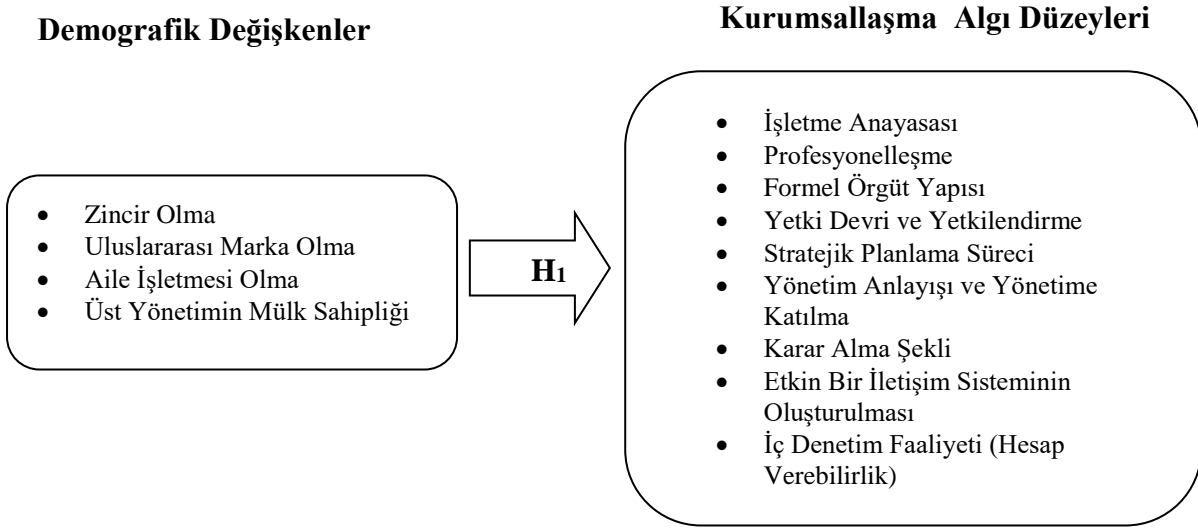 Demografik Değişkenler
Kurumsallaşma Algı Düzeyleri
• Zincir Olma
• Uluslararası Marka Olma
• Aile İşletmesi Olma
• Üst Yönetimin Mülk Sahipliği
H1
• İşletme Anayasası
• Profesyonelleşme
• Formel Örgüt Yapısı
• Yetki Devri ve Yetkilendirme
• Stratejik Planlama Süreci
• Yönetim Anlayışı ve Yönetime
Katılma
• Karar Alma Şekli
• Etkin Bir İletişim Sisteminin
Oluşturulması
• İç Denetim Faaliyeti (Hesap
Verebilirlik)